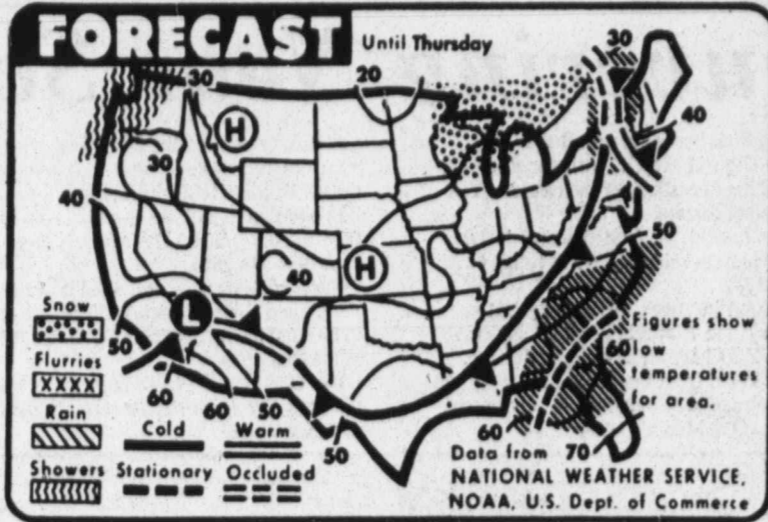 FORECAST
Until Thursday
30
30
20
H
40
30
40
50
H
40
L
Snow
Flurries
XXXX
Rain
Showers
50
60
60
50
50
Cold
Warm
Stationary
Occluded
Figures show
60 low
temperatures
for area.
60
70
Data from
NATIONAL WEATHER SERVICE,
NOAA, U.S. Dept. of Commerce